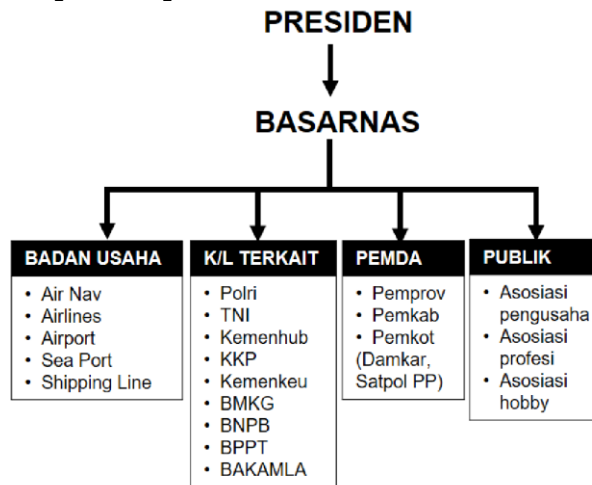 PRESIDEN
BASARNAS
BADAN USAHA
• Air Nav
• Airlines
• Airport
• Sea Port
• Shipping Line
K/L TERKAIT
• Polri
• TNI
• Kemenhub
• KKP
• Kemenkeu
• BMKG
• BNPB
• BPPT
• BAKAMLA
PEMDA
• Pemprov
• Pemkab
• Pemkot
(Damkar,
Satpol PP)
PUBLIK
• Asosiasi
pengusaha
• Asosiasi
profesi
• Asosiasi
hobby